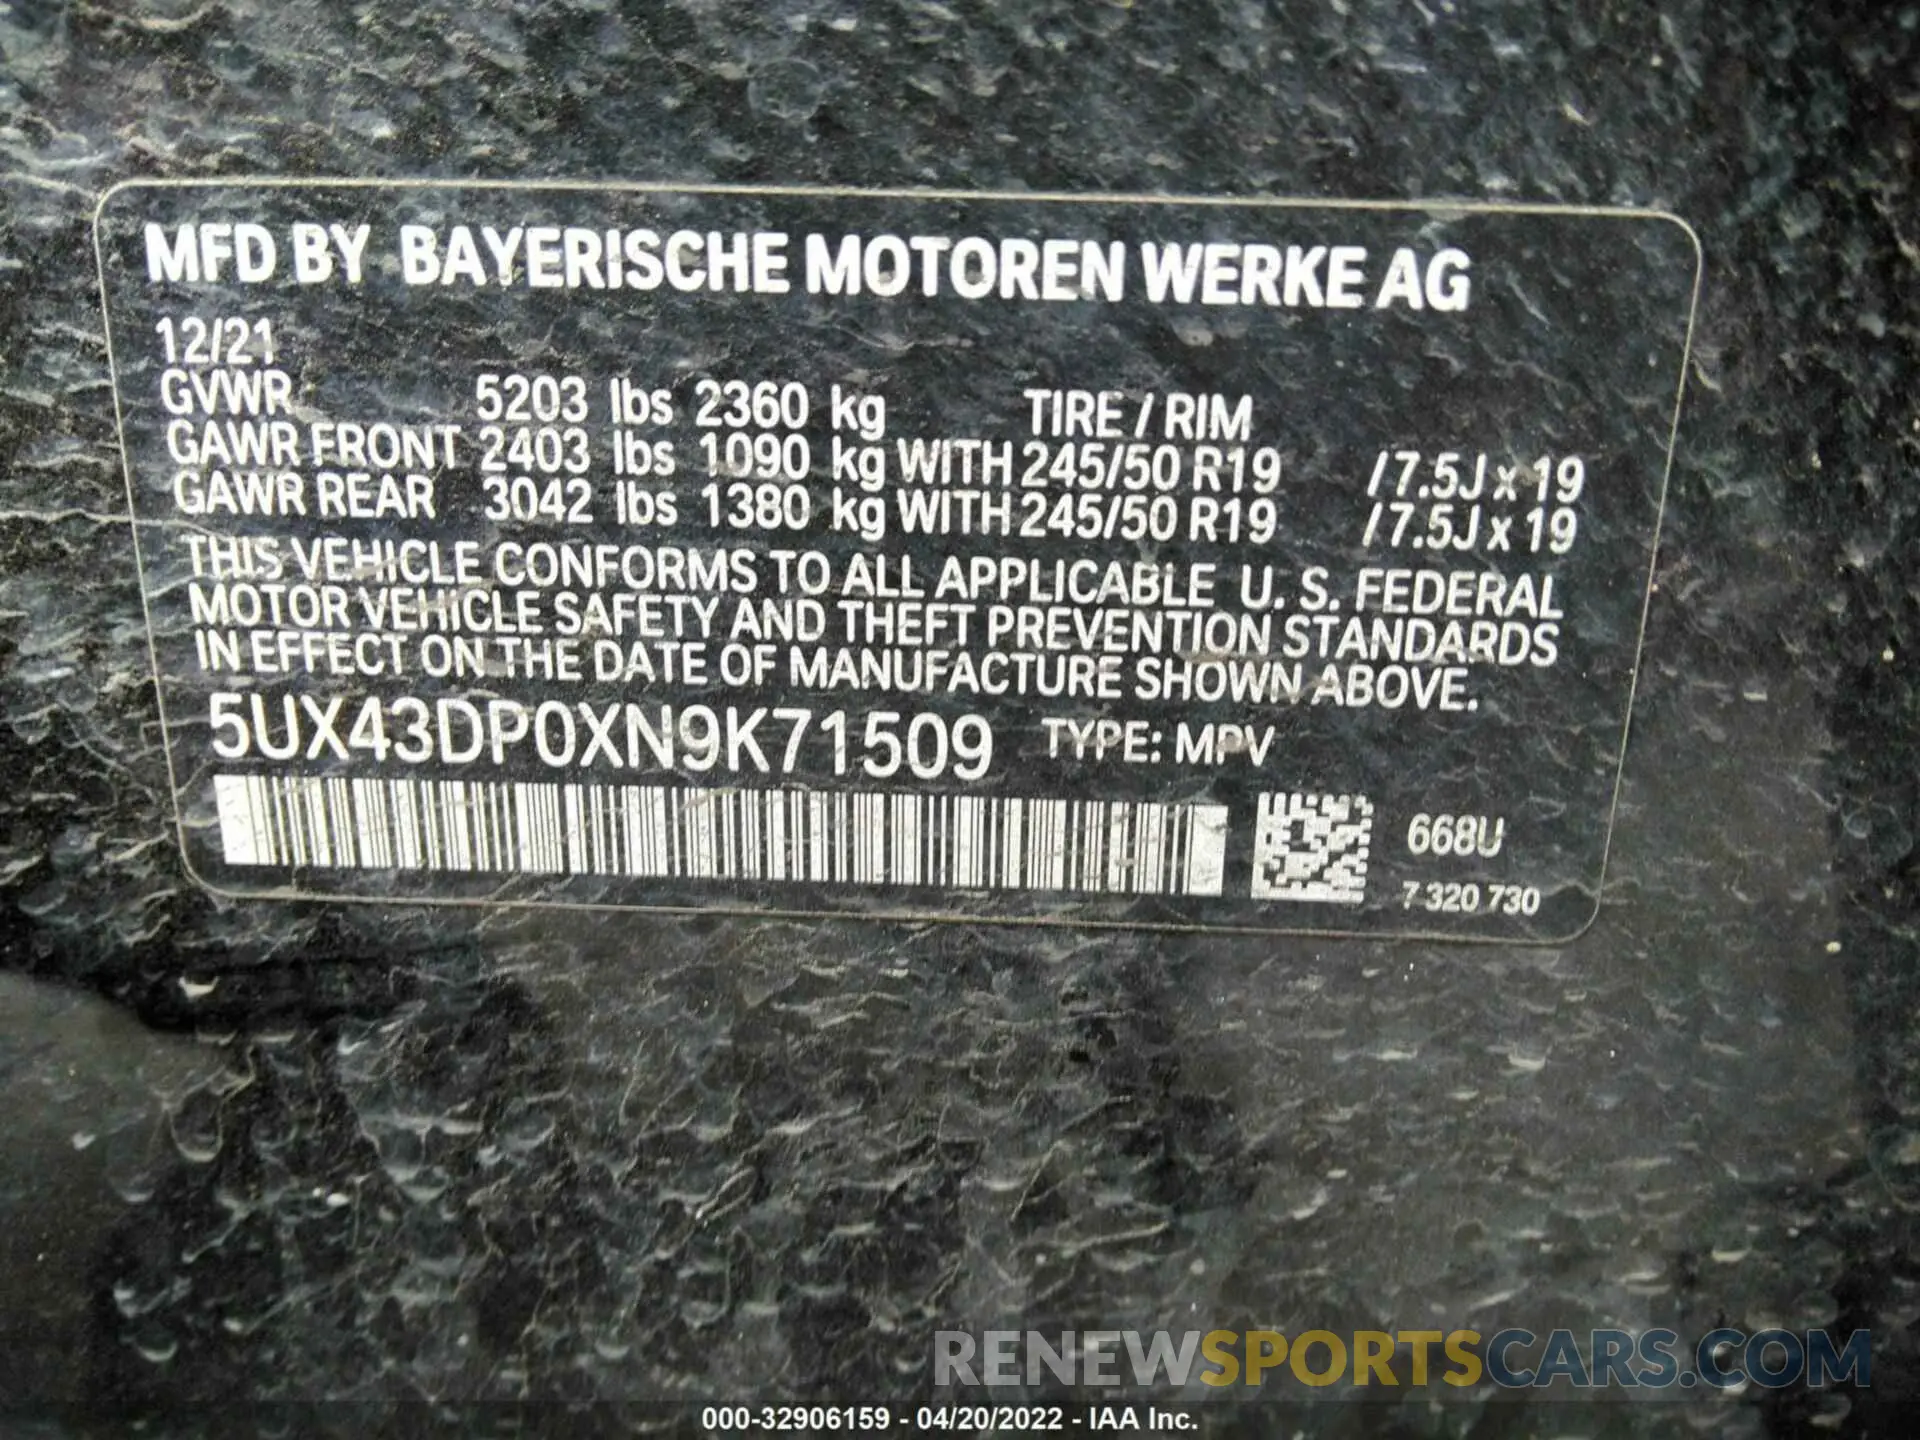 MFD BY BAYERISCHE MOTOREN WERKE AG
12/21
GVWR 5203 lbs 2360 kg TIRE / RIM
GAWR FRONT 2403 lbs 1090 kg WITH 245/50 R19 /7.5J x 19
GAWR REAR 3042 lbs 1380 kg WITH 245/50 R19 /7.5J x 19
THIS VEHICLE CONFORMS TO ALL APPLICABLE U. S. FEDERAL
MOTOR VEHICLE SAFETY AND THEFT PREVENTION STANDARDS
IN EFFECT ON THE DATE OF MANUFACTURE SHOWN ABOVE.
5UX43DP0XN9K71509 TYPE: MPV
668U
7 320 730
RENEWSPORTSCARS.COM
000-32906159 - 04/20/2022 - IAA Inc.